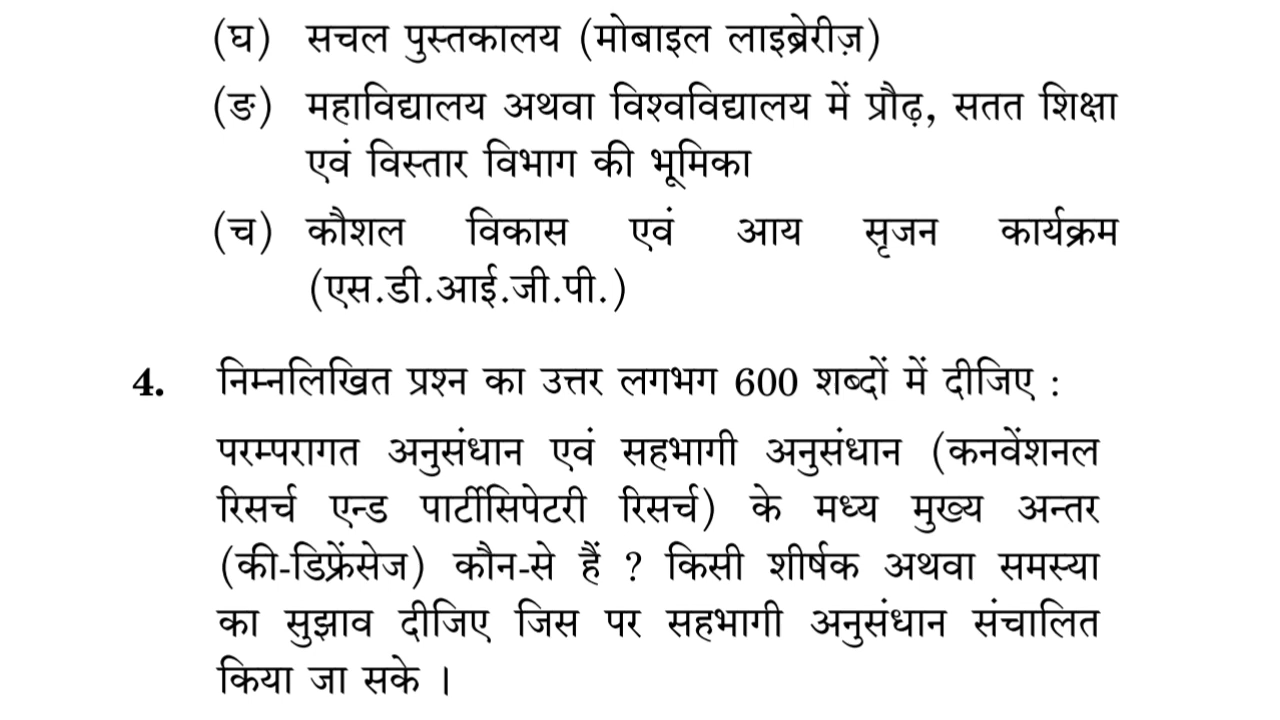 (घ) सचल पुस्तकालय (मोबाइल लाइब्रेरीज़)
(ङ) महाविद्यालय अथवा विश्वविद्यालय में प्रौढ़, सतत शिक्षा
एवं विस्तार विभाग की भूमिका
(च) कौशल विकास एवं आय सृजन कार्यक्रम
(एस.डी.आई.जी.पी.)
4. निम्नलिखित प्रश्न का उत्तर लगभग 600 शब्दों में दीजिए :
परम्परागत अनुसंधान एवं सहभागी अनुसंधान (कनवेंशनल
रिसर्च एन्ड पार्टीसिपेटरी रिसर्च) के मध्य मुख्य अन्तर
(की-डिफ्रेंसेज) कौन-से हैं ? किसी शीर्षक अथवा समस्या
का सुझाव दीजिए जिस पर सहभागी अनुसंधान संचालित
किया जा सके ।